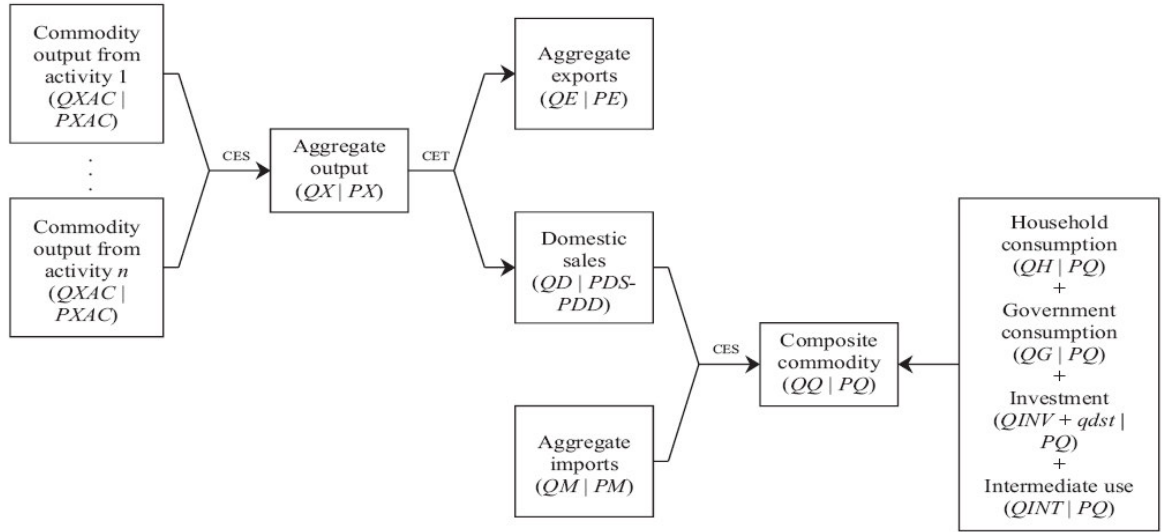 Commodity
output from
activity 1
(QXAC |
PXAC)
.
.
.
Commodity
output from
activity n
(QXAC |
PXAC)
CES
Aggregate
output
(QX | PX)
CET
Aggregate
exports
(QE | PE)
Domestic
sales
(QD | PDS-
PDD)
Aggregate
imports
(QM | PM)
CES
Composite
commodity
(QQ | PQ)
Household
consumption
(QH | PQ)
+
Government
consumption
(QG | PQ)
+
Investment
(QINV + qdst |
PQ)
+
Intermediate use
(QINT | PQ)